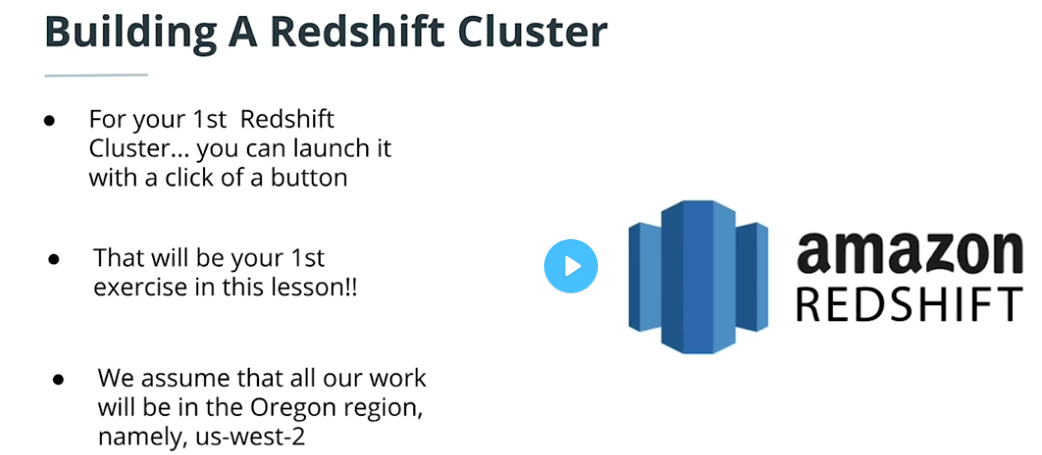 Building A Redshift Cluster
● For your 1st Redshift
Cluster... you can launch it
with a click of a button
● That will be your 1st
exercise in this lesson!!
● We assume that all our work
will be in the Oregon region,
namely, us-west-2
amazon
REDSHIFT